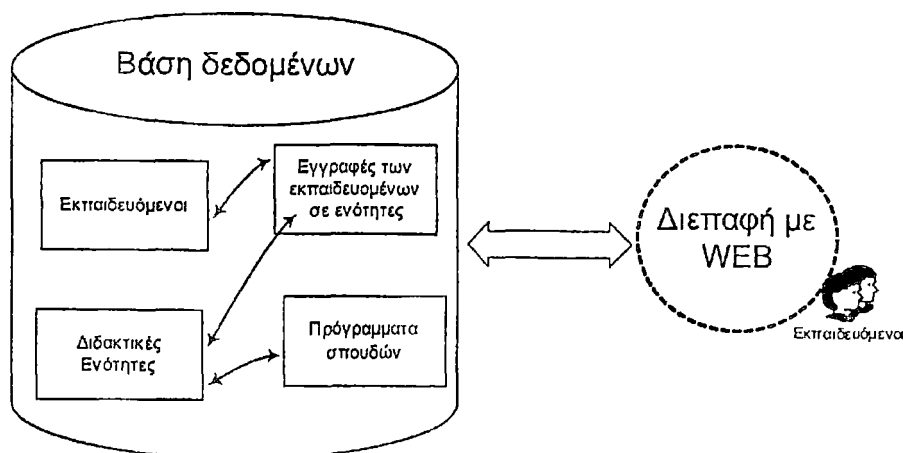 Βάση δεδομένων
Εκπαιδευόμενοι
Εγγραφές των
εκπαιδευομένων
σε ενότητες
Διδακτικές
Ενότητες
Πρόγραμματα
σπουδών
Διεπαφή με
WEB
Εκπαιδευόμενοι